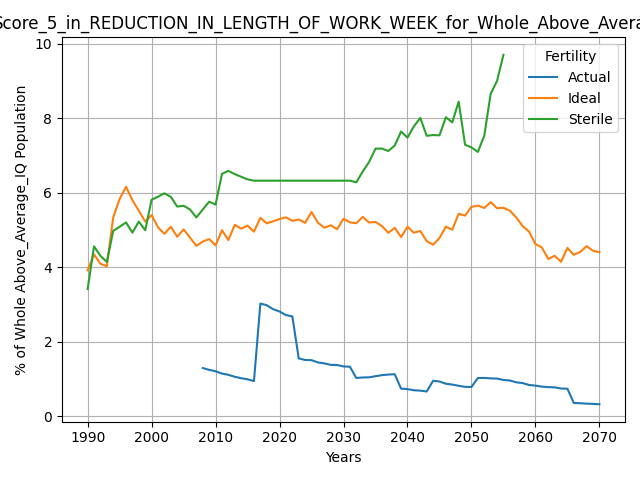 Score_5_in_REDUCTION_IN_LENGTH_OF_WORK_WEEK_for_Whole_Above_Avera
Fertility
Actual
Ideal
Sterile
% of Whole Above_Average_IQ Population
10
8
6
4
2
0
1990 2000 2010 2020 2030 2040 2050 2060 2070
Years